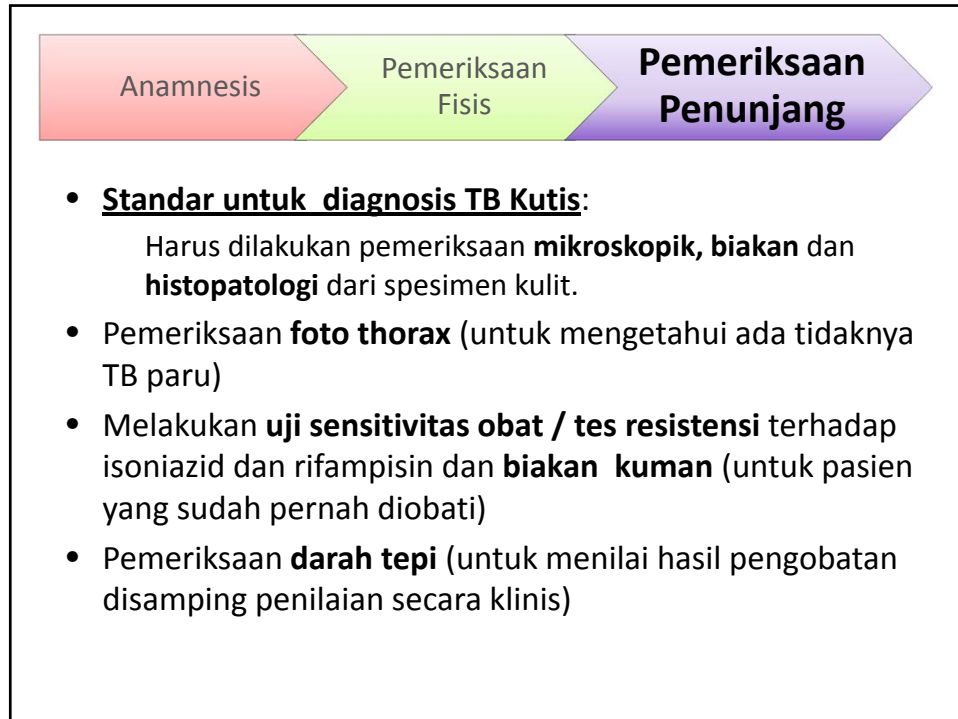 Anamnesis
Pemeriksaan
Fisis
Pemeriksaan
Penunjang
• Standar untuk diagnosis TB Kutis:
Harus dilakukan pemeriksaan mikroskopik, biakan dan
histopatologi dari spesimen kulit.
• Pemeriksaan foto thorax (untuk mengetahui ada tidaknya
TB paru)
• Melakukan uji sensitivitas obat / tes resistensi terhadap
isoniazid dan rifampisin dan biakan kuman (untuk pasien
yang sudah pernah diobati)
• Pemeriksaan darah tepi (untuk menilai hasil pengobatan
disamping penilaian secara klinis)